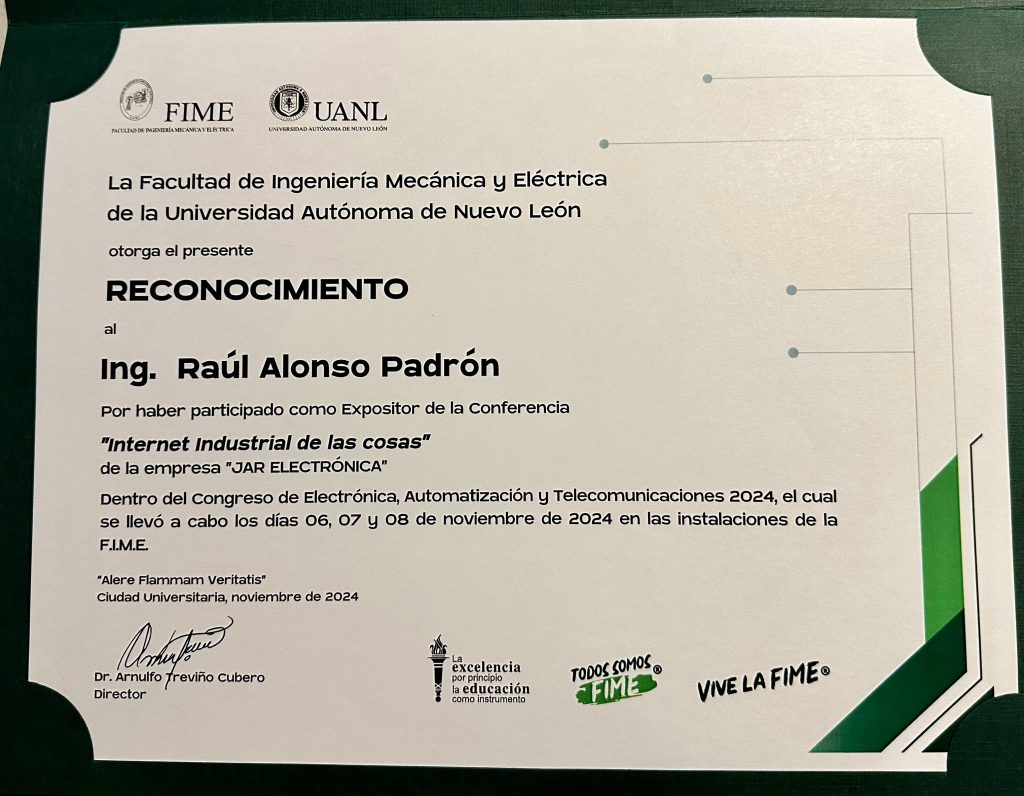 FIME
FACULTAD DE INGENIERÍA MECÁNICA Y ELÉCTRICA
UANL
UNIVERSIDAD AUTÓNOMA DE NUEVO LEÓN
La Facultad de Ingeniería Mecánica y Eléctrica
de la Universidad Autónoma de Nuevo León
otorga el presente
RECONOCIMIENTO
al
Ing. Raúl Alonso Padrón
Por haber participado como Expositor de la Conferencia
"Internet Industrial de las cosas"
de la empresa "JAR ELECTRÓNICA"
Dentro del Congreso de Electrónica, Automatización y Telecomunicaciones 2024, el cual
se llevó a cabo los días 06, 07 y 08 de noviembre de 2024 en las instalaciones de la
F.I.M.E.
"Alere Flammam Veritatis"
Ciudad Universitaria, noviembre de 2024
Dr. Arnulfo Treviño Cubero
Director
La
excelencia
por principio
la educación
como instrumento
TODOS SOMOS
FIME®
VIVE LA FIME®